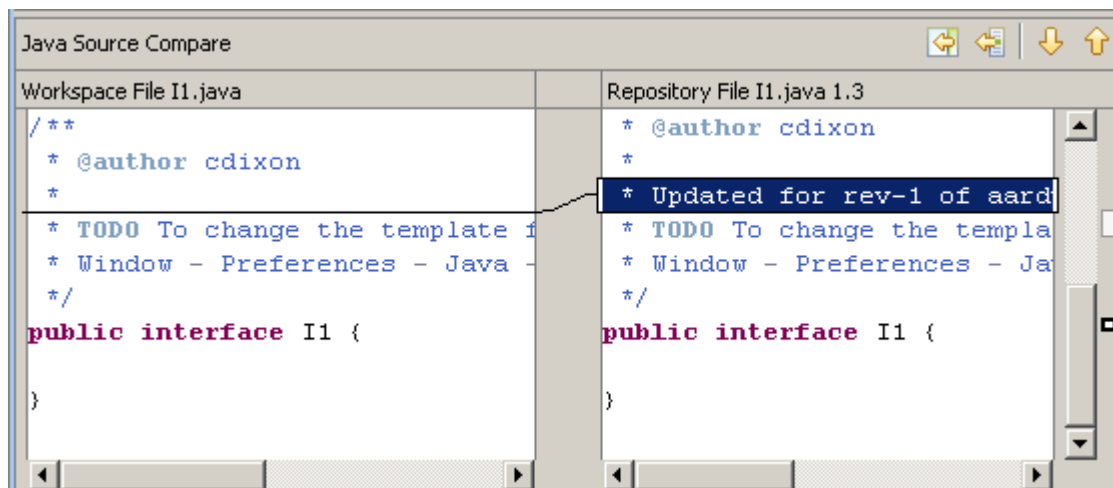 Java Source Compare
Workspace File I1.java
/**
* @author cdixon
*
* TODO To change the template f
* Window - Preferences - Java -
*/
public interface I1 {
}
Repository File I1.java 1.3
* @author cdixon
*
* Updated for rev-1 of aard
* TODO To change the templa
* Window - Preferences - Ja
*/
public interface I1 {
}